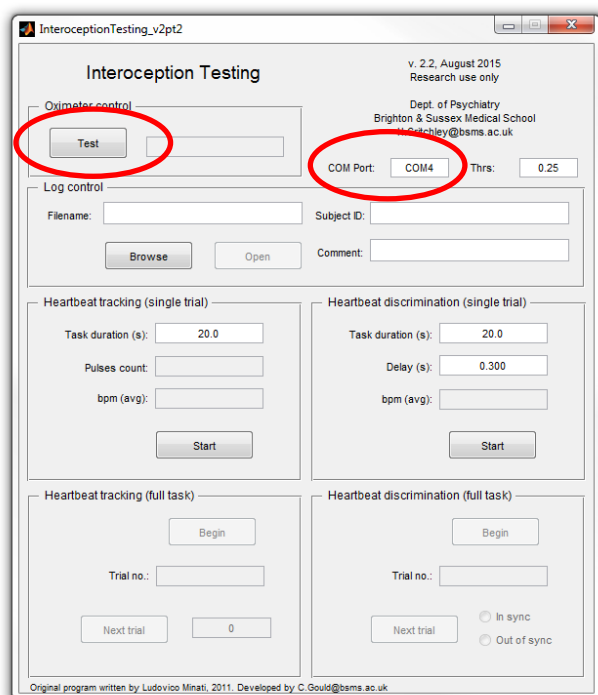 InteroceptionTesting_v2pt2
Interoception Testing
v. 2.2, August 2015
Research use only
Dept. of Psychiatry
Brighton & Sussex Medical School
H.Critchley@bsms.ac.uk
Oximeter control
Test
COM Port: COM4 Thrs: 0.25
Log control
Filename: Subject ID:
Browse Open Comment:
Heartbeat tracking (single trial)
Task duration (s): 20.0
Pulses count:
bpm (avg):
Start
Heartbeat discrimination (single trial)
Task duration (s): 20.0
Delay (s): 0.300
bpm (avg):
Start
Heartbeat tracking (full task)
Begin
Trial no.:
Next trial 0
Heartbeat discrimination (full task)
Begin
Trial no.:
Next trial
In sync
Out of sync
Original program written by Ludovico Minati, 2011. Developed by C.Gould@bsms.ac.uk